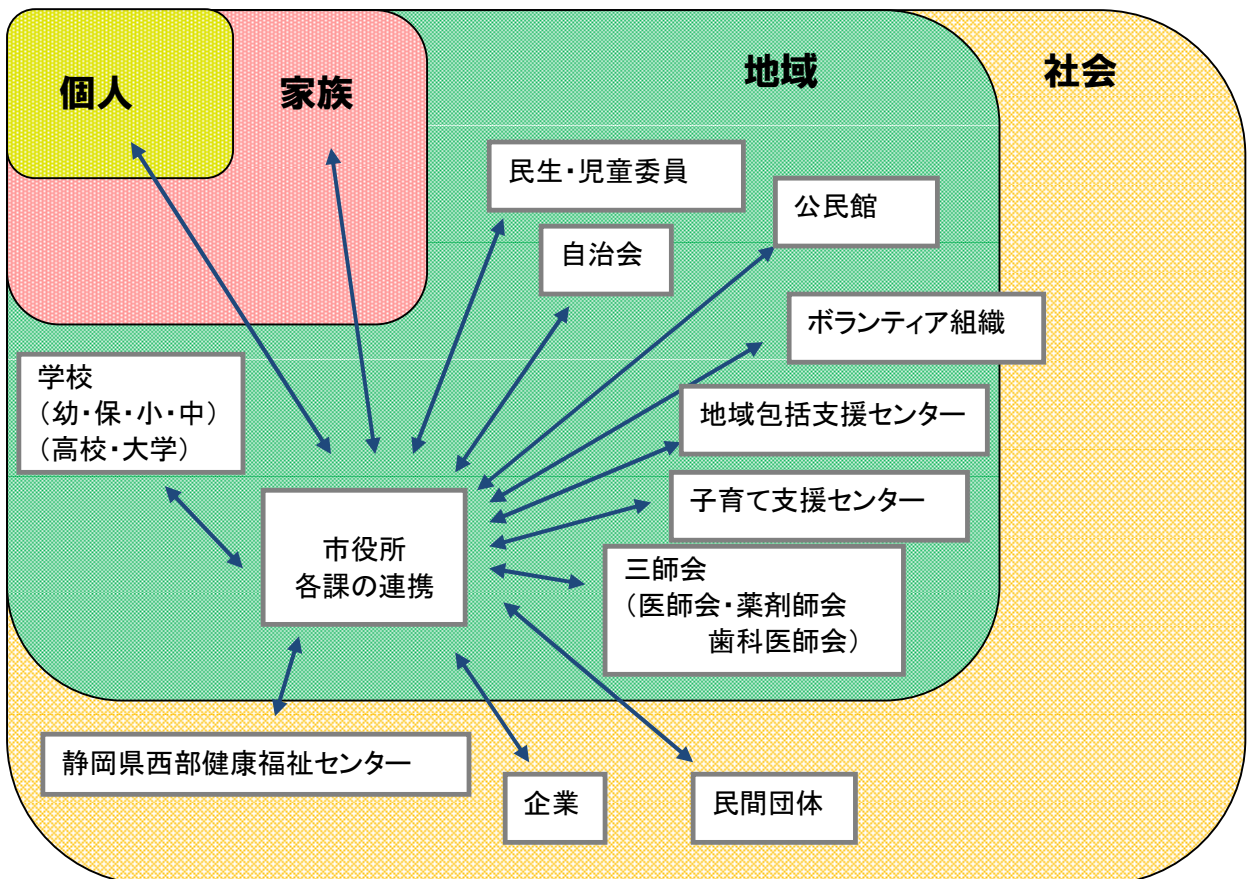 個人
家族
地域
社会
民生・児童委員
公民館
自治会
ボランティア組織
学校
（幼・保・小・中）
（高校・大学）
地域包括支援センター
子育て支援センター
市役所
各課の連携
三師会
（医師会・薬剤師会
歯科医師会）
静岡県西部健康福祉センター
企業
民間団体